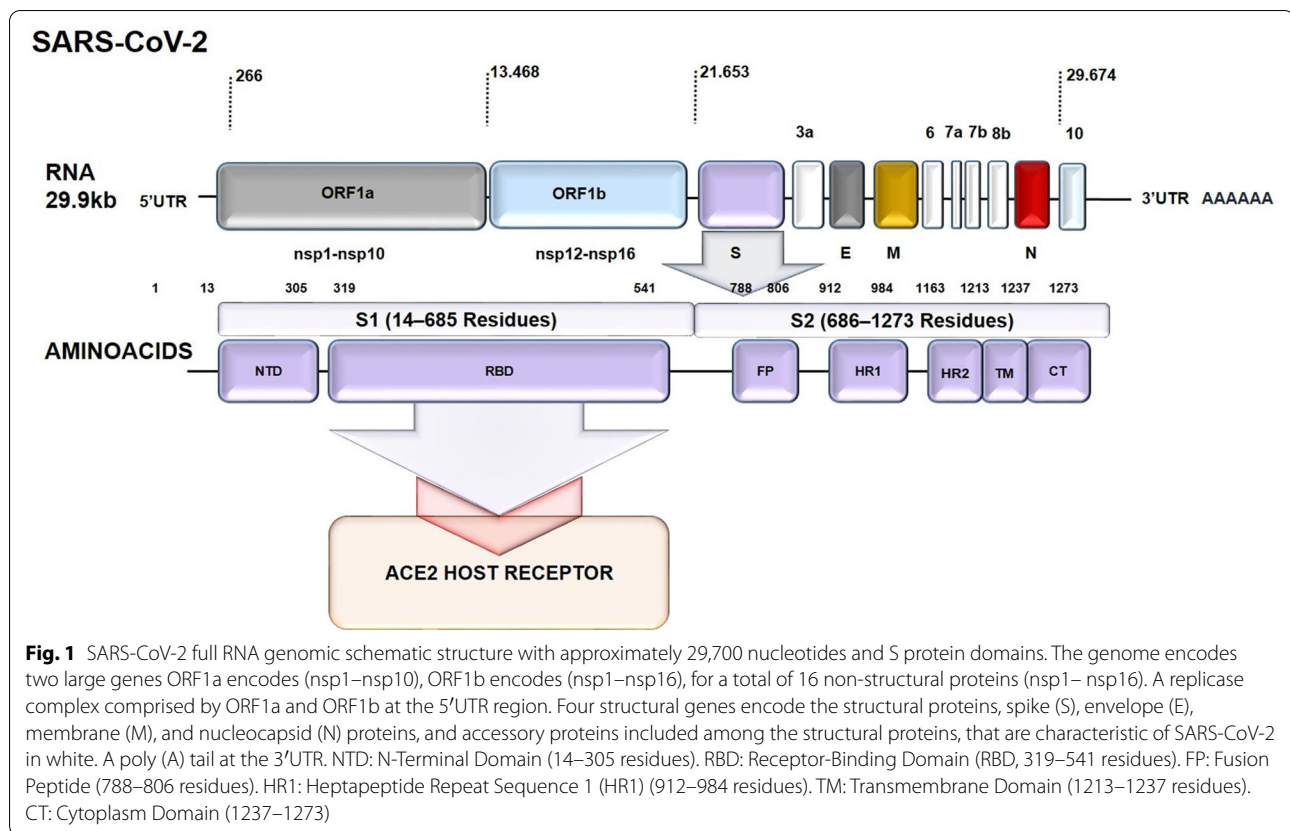 SARS-CoV-2
266 13.468 21.653 29.674
3a 6 7a 7b 8b 10
RNA
29.9kb 5'UTR ORF1a ORF1b 3'UTR AAAAAA
nsp1-nsp10 nsp12-nsp16 S E M N
1 13 305 319 541 788 806 912 984 1163 1213 1237 1273
S1 (14–685 Residues) S2 (686–1273 Residues)
AMINOACIDS
NTD RBD FP HR1 HR2 TM CT
ACE2 HOST RECEPTOR
Fig. 1 SARS-CoV-2 full RNA genomic schematic structure with approximately 29,700 nucleotides and S protein domains. The genome encodes
two large genes ORF1a encodes (nsp1–nsp10), ORF1b encodes (nsp1–nsp16), for a total of 16 non-structural proteins (nsp1– nsp16). A replicase
complex comprised by ORF1a and ORF1b at the 5′UTR region. Four structural genes encode the structural proteins, spike (S), envelope (E),
membrane (M), and nucleocapsid (N) proteins, and accessory proteins included among the structural proteins, that are characteristic of SARS-CoV-2
in white. A poly (A) tail at the 3′UTR. NTD: N-Terminal Domain (14–305 residues). RBD: Receptor-Binding Domain (RBD, 319–541 residues). FP: Fusion
Peptide (788–806 residues). HR1: Heptapeptide Repeat Sequence 1 (HR1) (912–984 residues). TM: Transmembrane Domain (1213–1237 residues).
CT: Cytoplasm Domain (1237–1273)